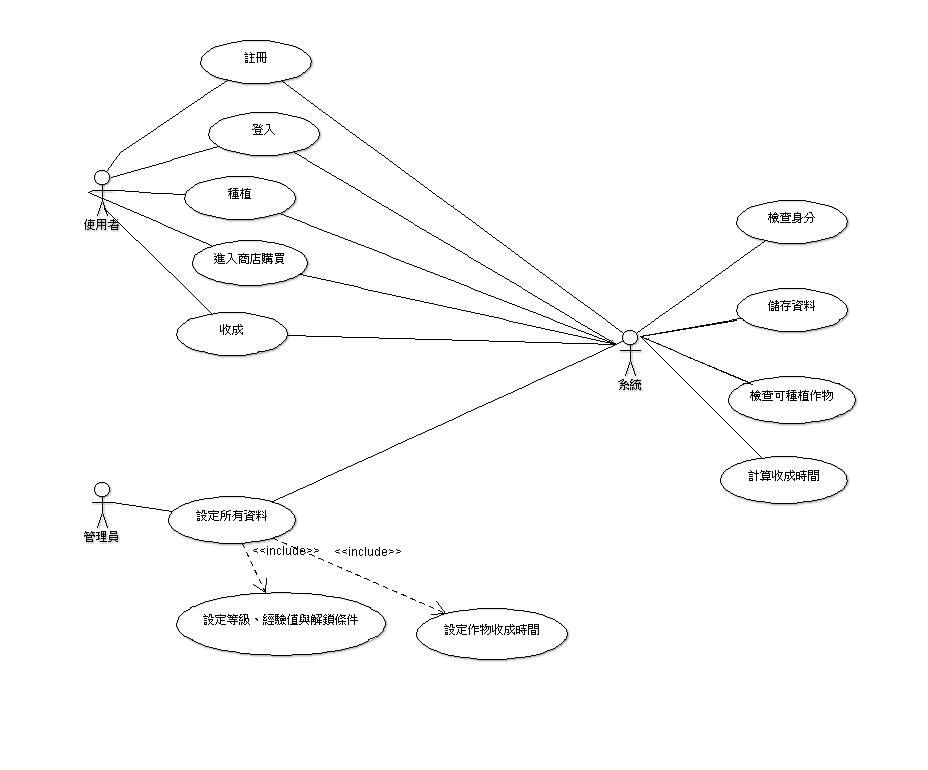 註冊
登入
種植
使用者
進入商店購買
收成
檢查身分
儲存資料
系統
檢查可種植作物
計算收成時間
管理員
設定所有資料
<<include>>
<<include>>
設定等級、經驗值與解鎖條件
設定作物收成時間